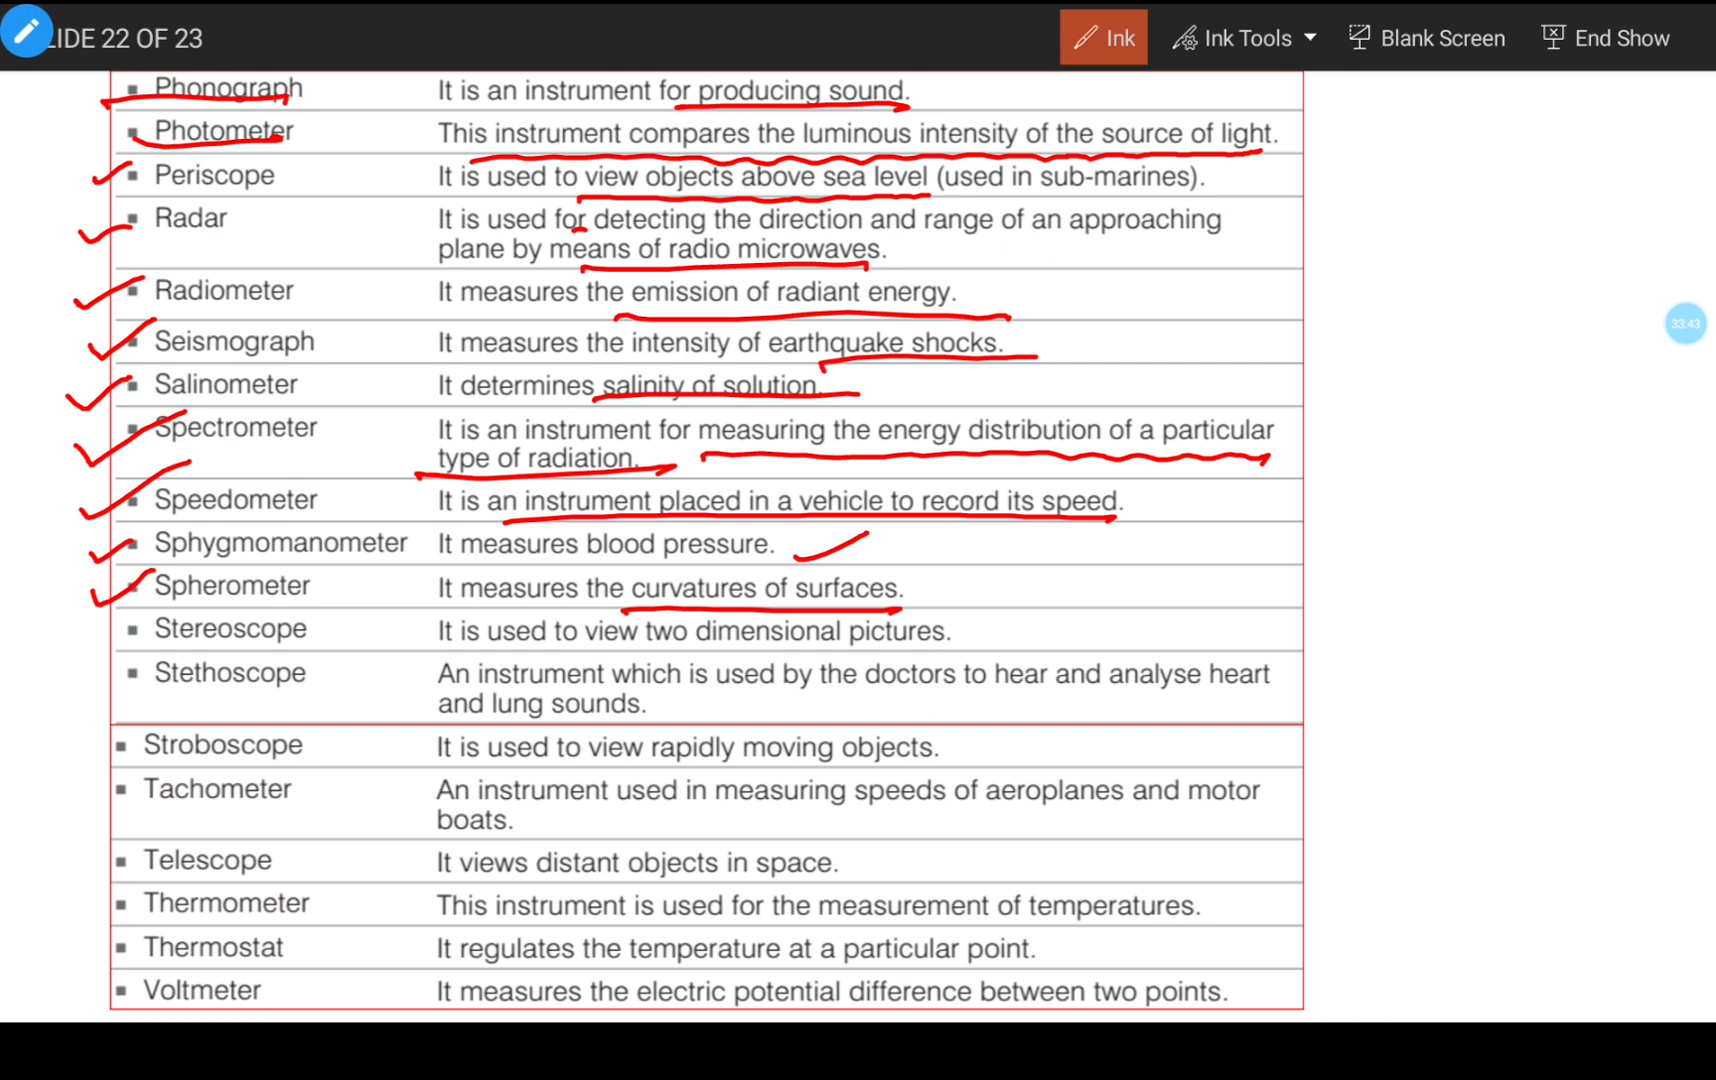 LIDE 22 OF 23
Ink
Ink Tools
Blank Screen
End Show
Phonograph It is an instrument for producing sound.
Photometer This instrument compares the luminous intensity of the source of light.
Periscope It is used to view objects above sea level (used in sub-marines).
Radar It is used for detecting the direction and range of an approaching
plane by means of radio microwaves.
Radiometer It measures the emission of radiant energy.
Seismograph It measures the intensity of earthquake shocks.
Salinometer It determines salinity of solution.
Spectrometer It is an instrument for measuring the energy distribution of a particular
type of radiation.
Speedometer It is an instrument placed in a vehicle to record its speed.
Sphygmomanometer It measures blood pressure.
Spherometer It measures the curvatures of surfaces.
Stereoscope It is used to view two dimensional pictures.
Stethoscope An instrument which is used by the doctors to hear and analyse heart
and lung sounds.
Stroboscope It is used to view rapidly moving objects.
Tachometer An instrument used in measuring speeds of aeroplanes and motor
boats.
Telescope It views distant objects in space.
Thermometer This instrument is used for the measurement of temperatures.
Thermostat It regulates the temperature at a particular point.
Voltmeter It measures the electric potential difference between two points.
33:43